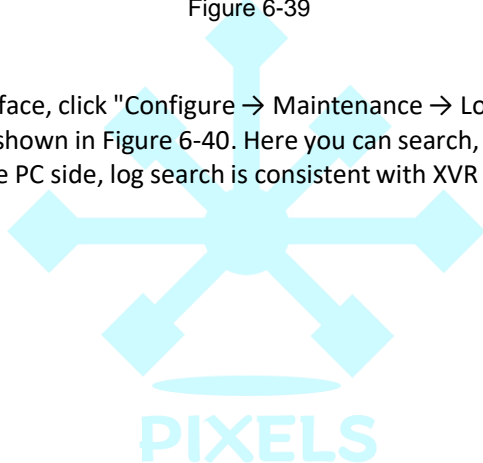 Figure 6-39
face, click "Configure → Maintenance → Lo
shown in Figure 6-40. Here you can search,
e PC side, log search is consistent with XVR
PIXELS